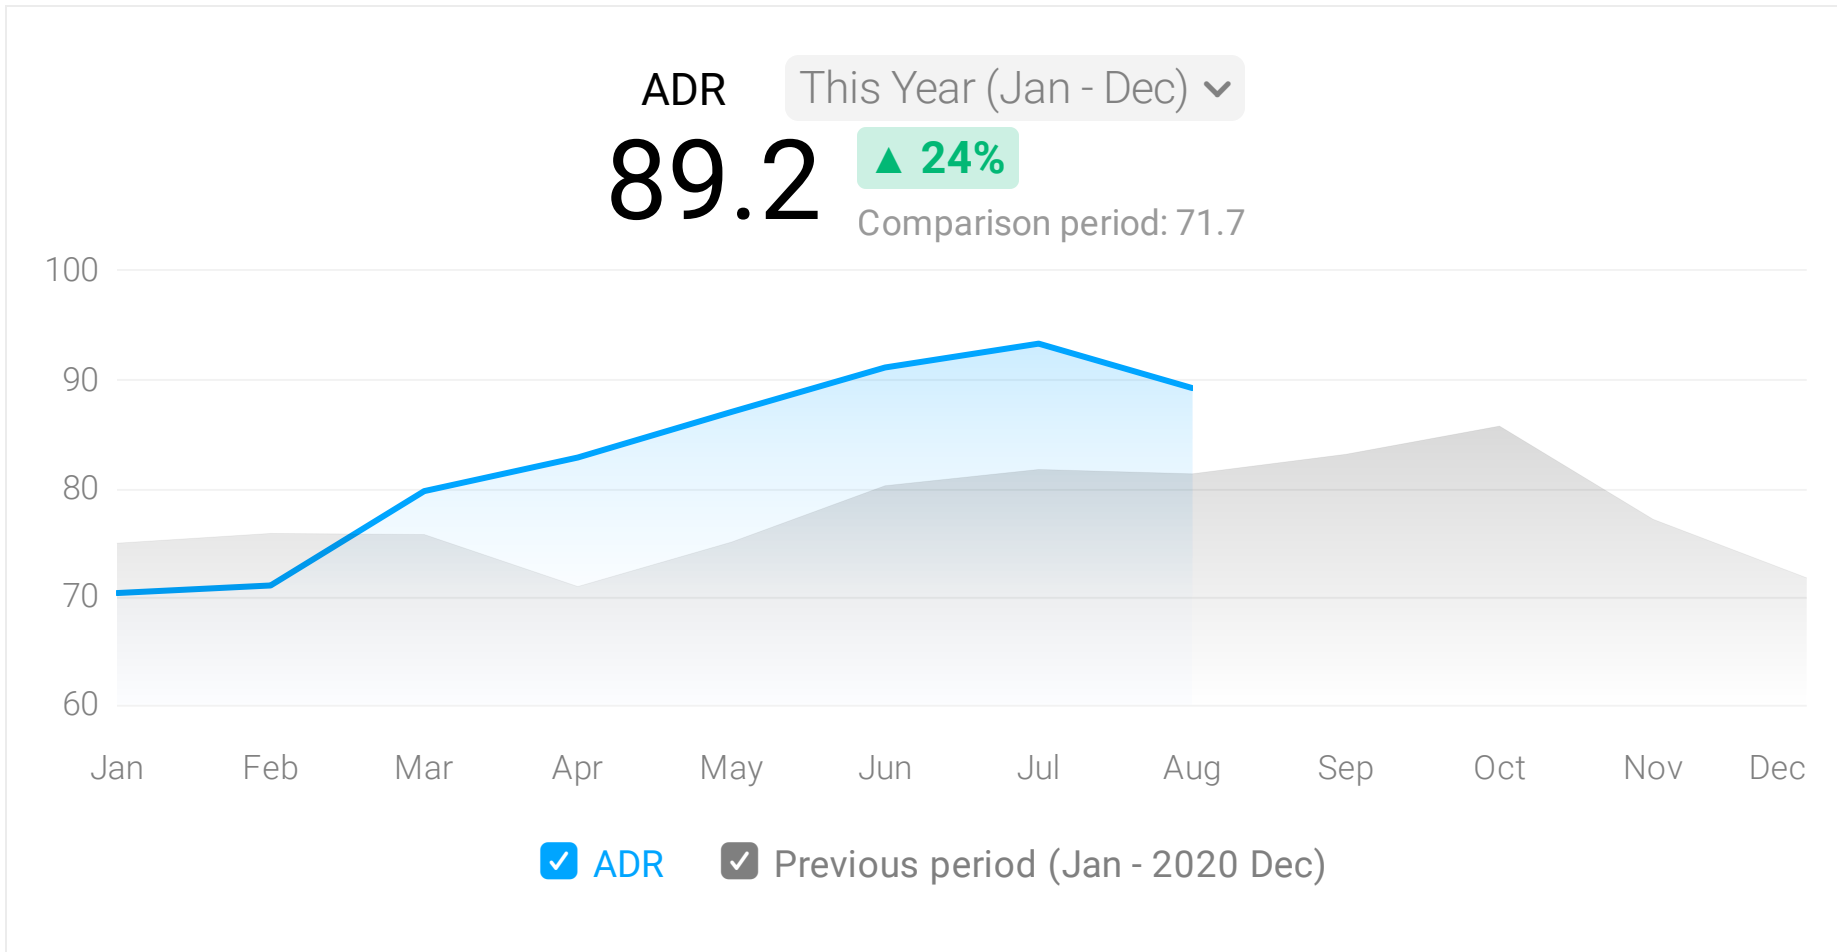 ADR This Year (Jan - Dec)
89.2 ▲ 24%
Comparison period: 71.7
100
90
80
70
60
Jan Feb Mar Apr May Jun Jul Aug Sep Oct Nov Dec
ADR Previous period (Jan - 2020 Dec)